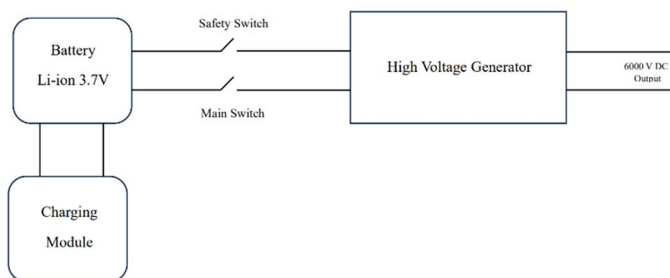 Safety Switch
Battery
Li-ion 3.7V
High Voltage Generator
6000 V DC
Output
Main Switch
Charging
Module